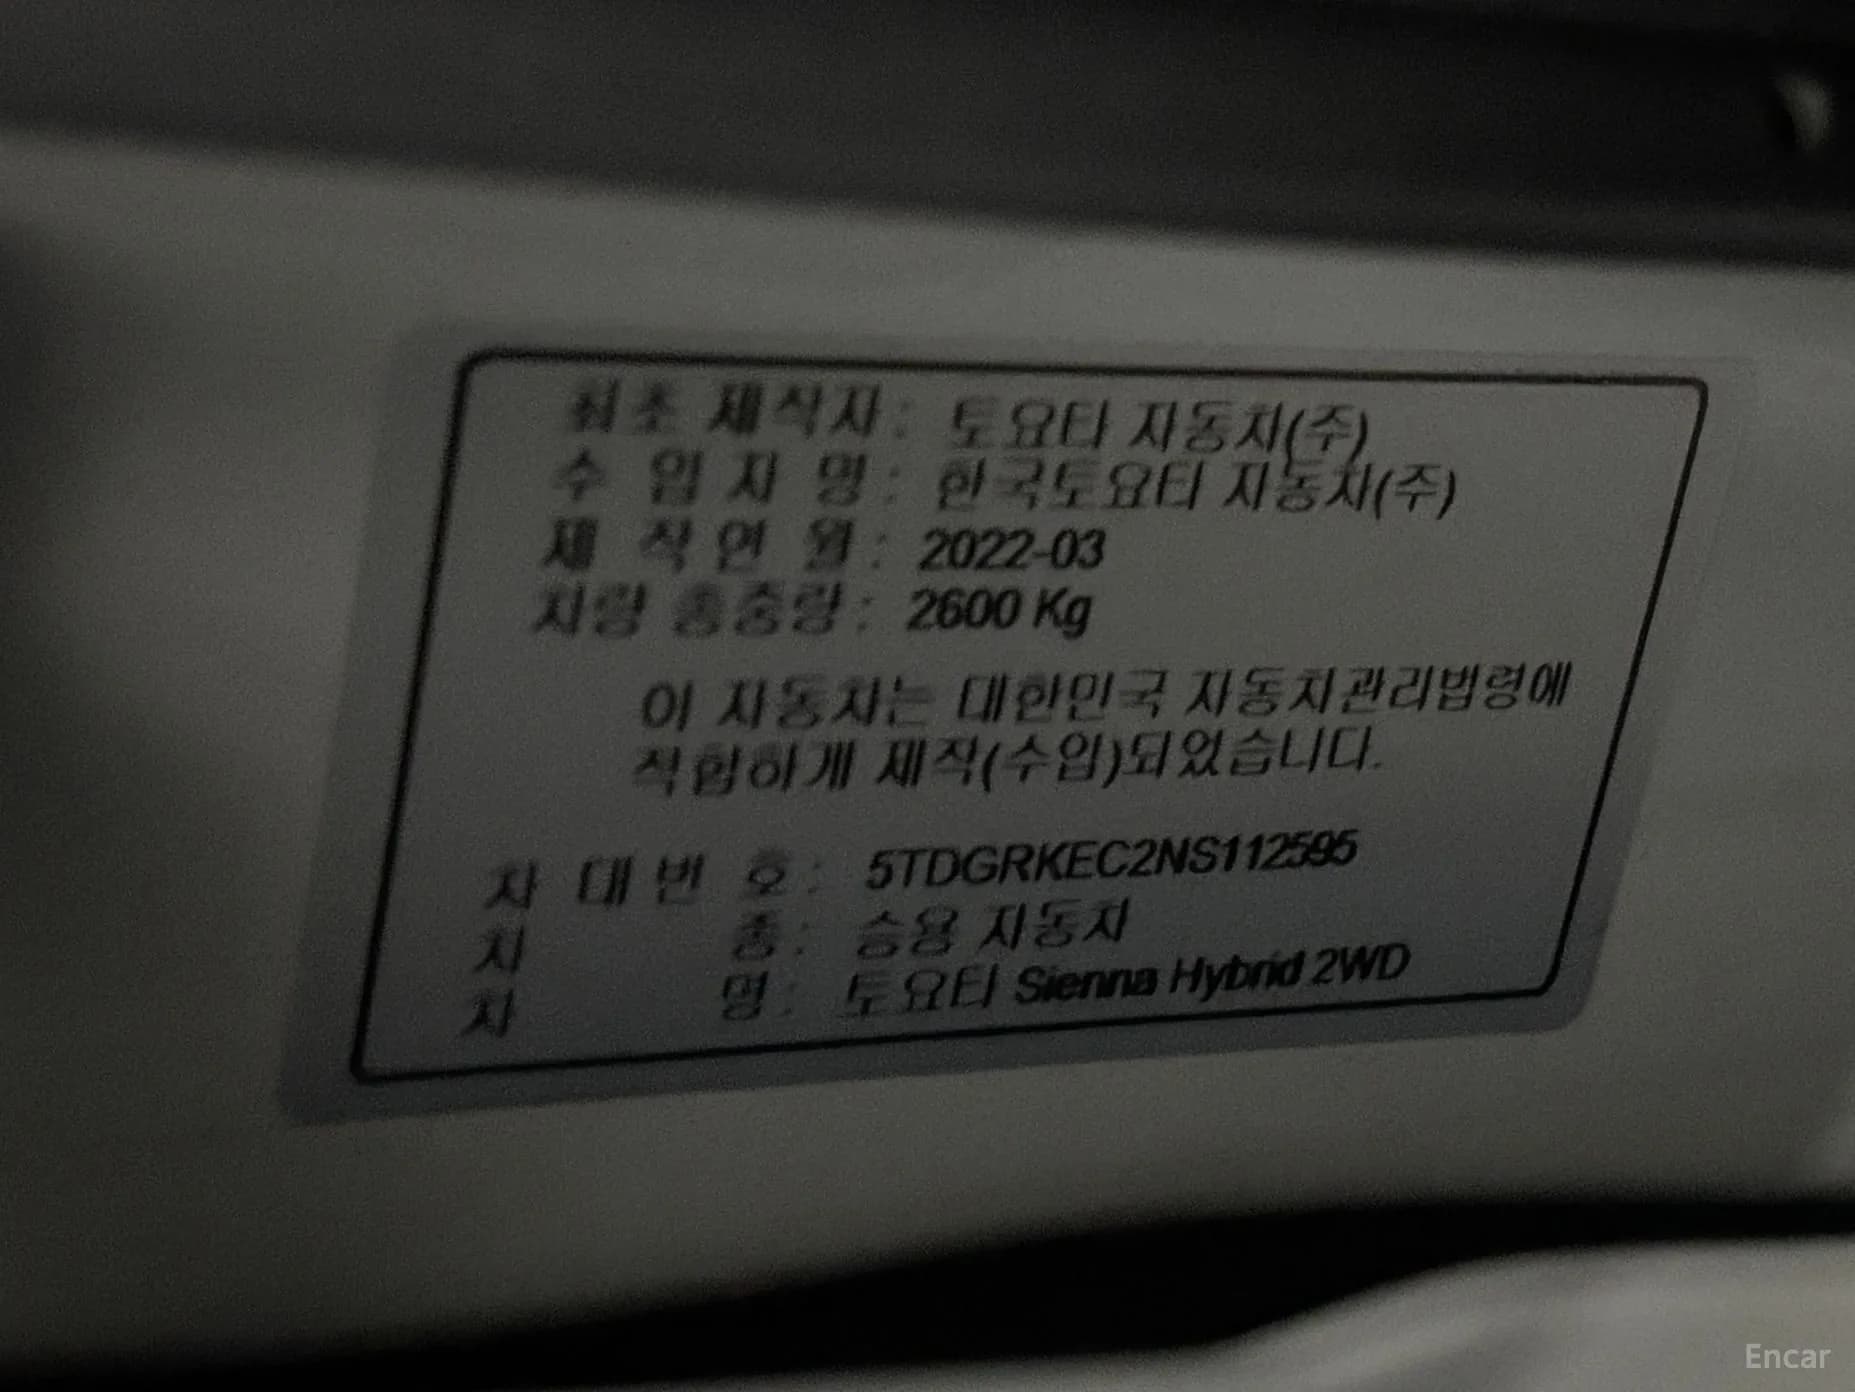 최초 제작자 : 토요타 자동차(주)
수 입 자 명 : 한국토요타 자동차(주)
제 작 연 월 : 2022-03
차량 총중량 : 2600 Kg
이 자동차는 대한민국 자동차관리법령에
적합하게 제작(수입)되었습니다.
차 대 번 호 : 5TDGRKEC2NS112595
차 종 : 승용 자동차
차 명 : 토요타 Sienna Hybrid 2WD
Encar